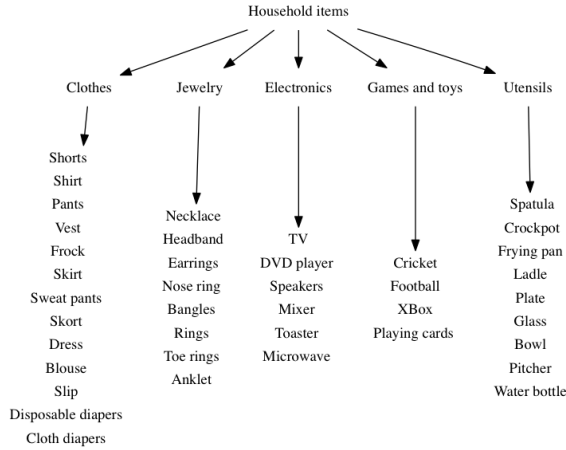 Household items
Clothes
Jewelry
Electronics
Games and toys
Utensils
Shorts
Shirt
Pants
Vest
Frock
Skirt
Sweat pants
Skort
Dress
Blouse
Slip
Disposable diapers
Cloth diapers
Necklace
Headband
Earrings
Nose ring
Bangles
Rings
Toe rings
Anklet
TV
DVD player
Speakers
Mixer
Toaster
Microwave
Cricket
Football
XBox
Playing cards
Spatula
Crockpot
Frying pan
Ladle
Plate
Glass
Bowl
Pitcher
Water bottle